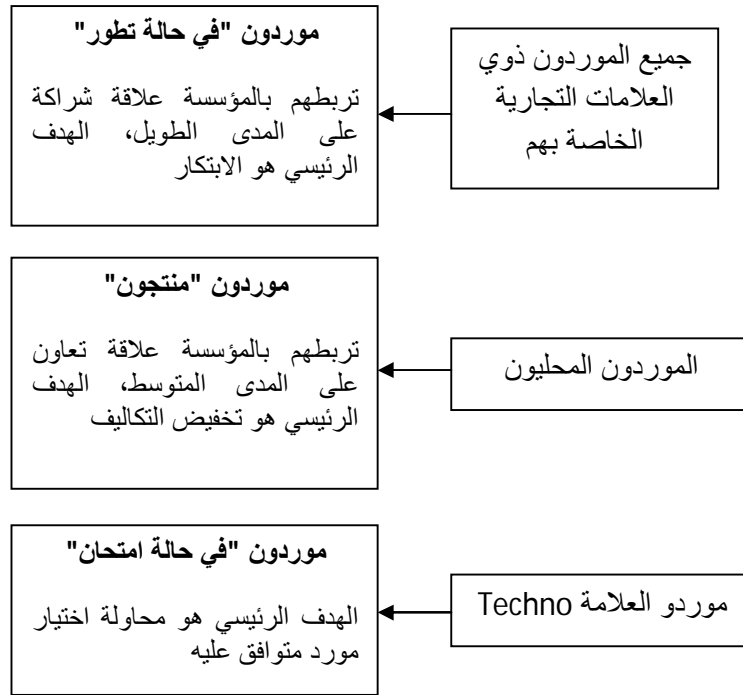 جميع الموردون ذوي
العلامات التجارية
الخاصة بهم
موردون "في حالة تطور"
تربطهم بالمؤسسة علاقة شراكة
على المدى الطويل، الهدف
الرئيسي هو الابتكار
الموردون المحليون
موردون "منتجون"
تربطهم بالمؤسسة علاقة تعاون
على المدى المتوسط، الهدف
الرئيسي هو تخفيض التكاليف
موردو العلامة Techno
موردون "في حالة امتحان"
الهدف الرئيسي هو محاولة اختيار
مورد متوافق عليه